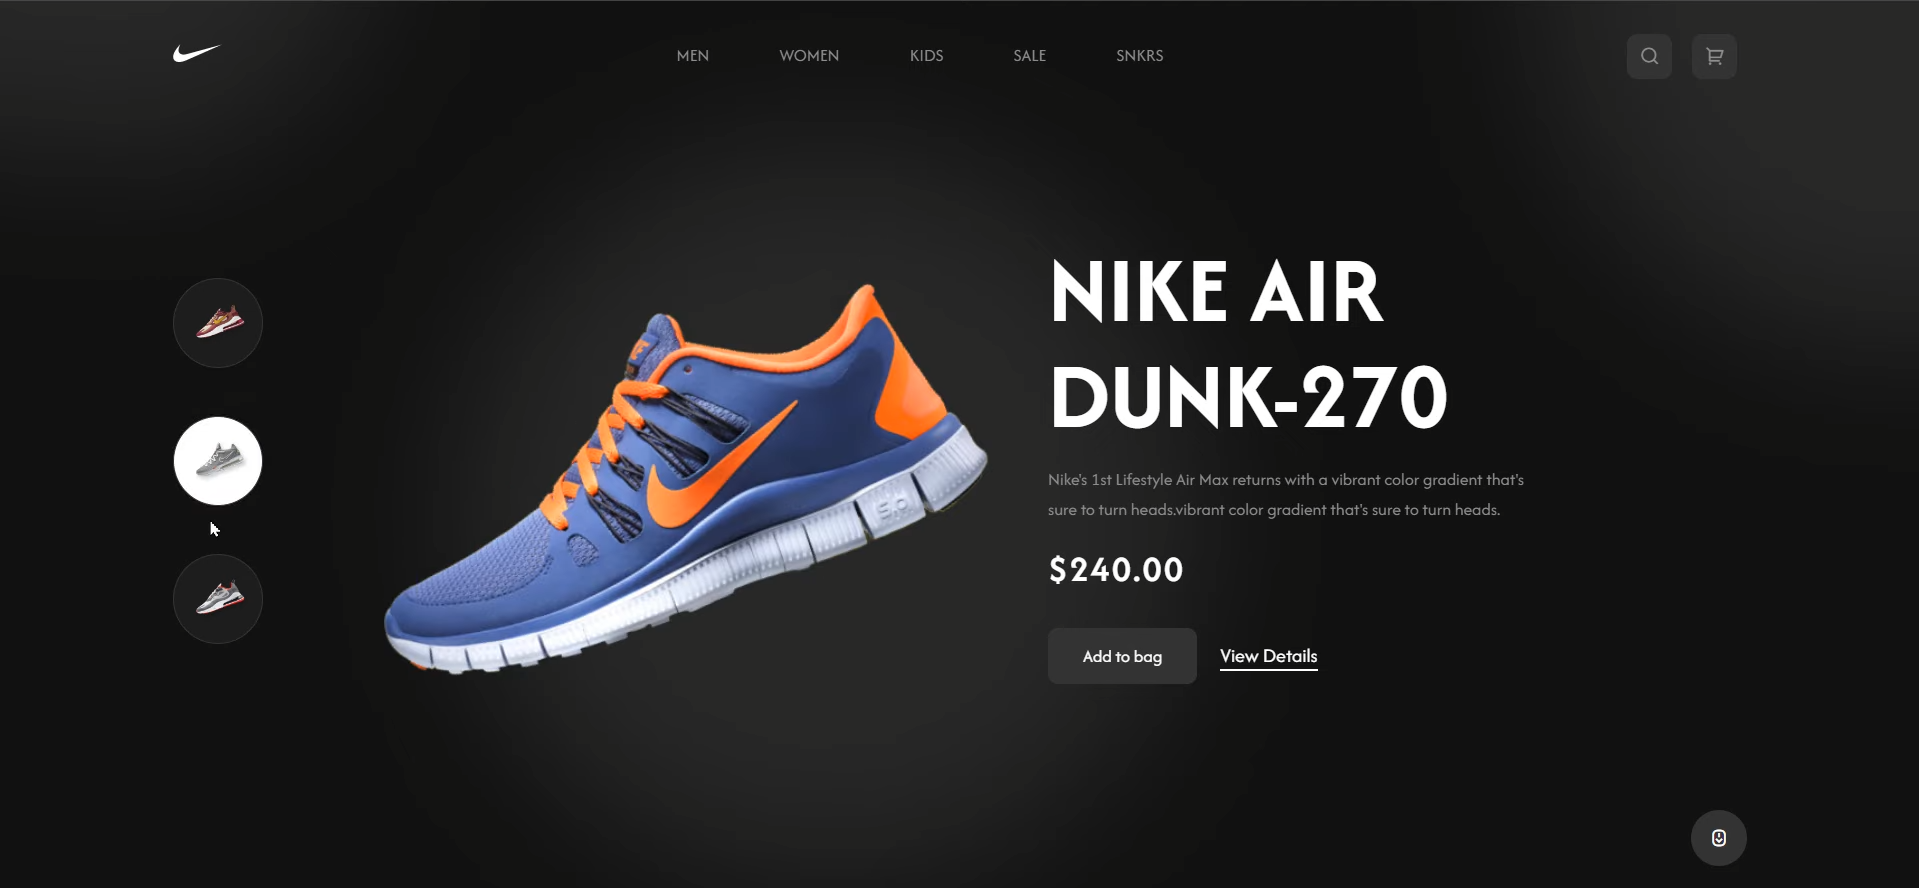 MEN WOMEN KIDS SALE SNKRS
NIKE AIR
DUNK-270
Nike's 1st Lifestyle Air Max returns with a vibrant color gradient that's
sure to turn heads.vibrant color gradient that's sure to turn heads.
$240.00
Add to bag View Details
5.0